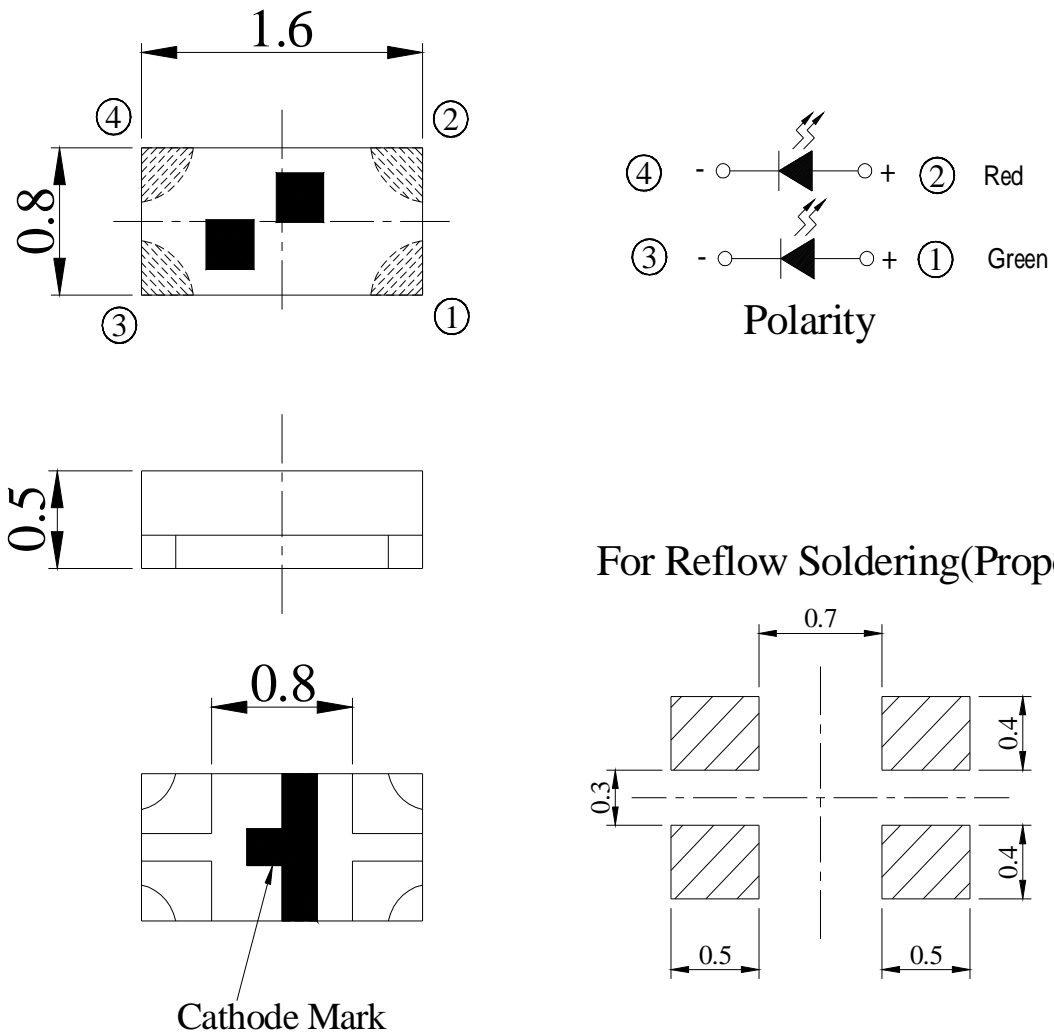 1.6
④ ②
0.8
③ ①
④ - + ② Red
③ - + ① Green
Polarity
0.5
For Reflow Soldering(Prop
0.7
0.4
0.3
0.4
0.5 0.5
0.8
Cathode Mark